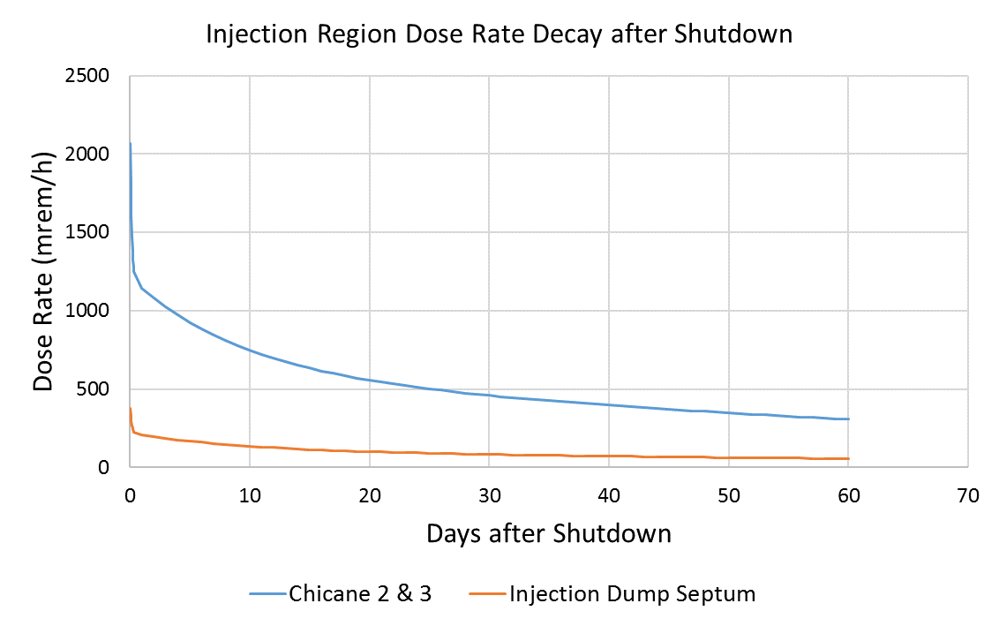 Injection Region Dose Rate Decay after Shutdown
Dose Rate (mrem/h)
2500
2000
1500
1000
500
0
0 10 20 30 40 50 60 70
Days after Shutdown
Chicane 2 & 3 Injection Dump Septum